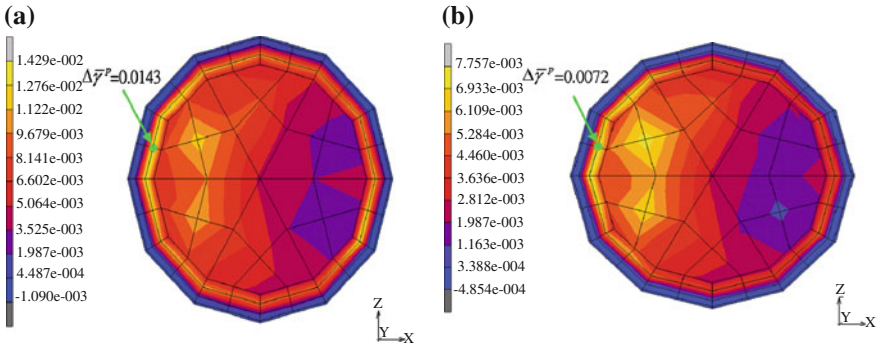 (a)
1.429e-002
1.276e-002
1.122e-002
9.679e-003
8.141e-003
6.602e-003
5.064e-003
3.525e-003
1.987e-003
4.487e-004
-1.090e-003
Δγ̄ᵖ=0.0143
Z
Y
X
(b)
7.757e-003
6.933e-003
6.109e-003
5.284e-003
4.460e-003
3.636e-003
2.812e-003
1.987e-003
1.163e-003
3.388e-004
-4.854e-004
Δγ̄ᵖ=0.0072
Z
Y
X